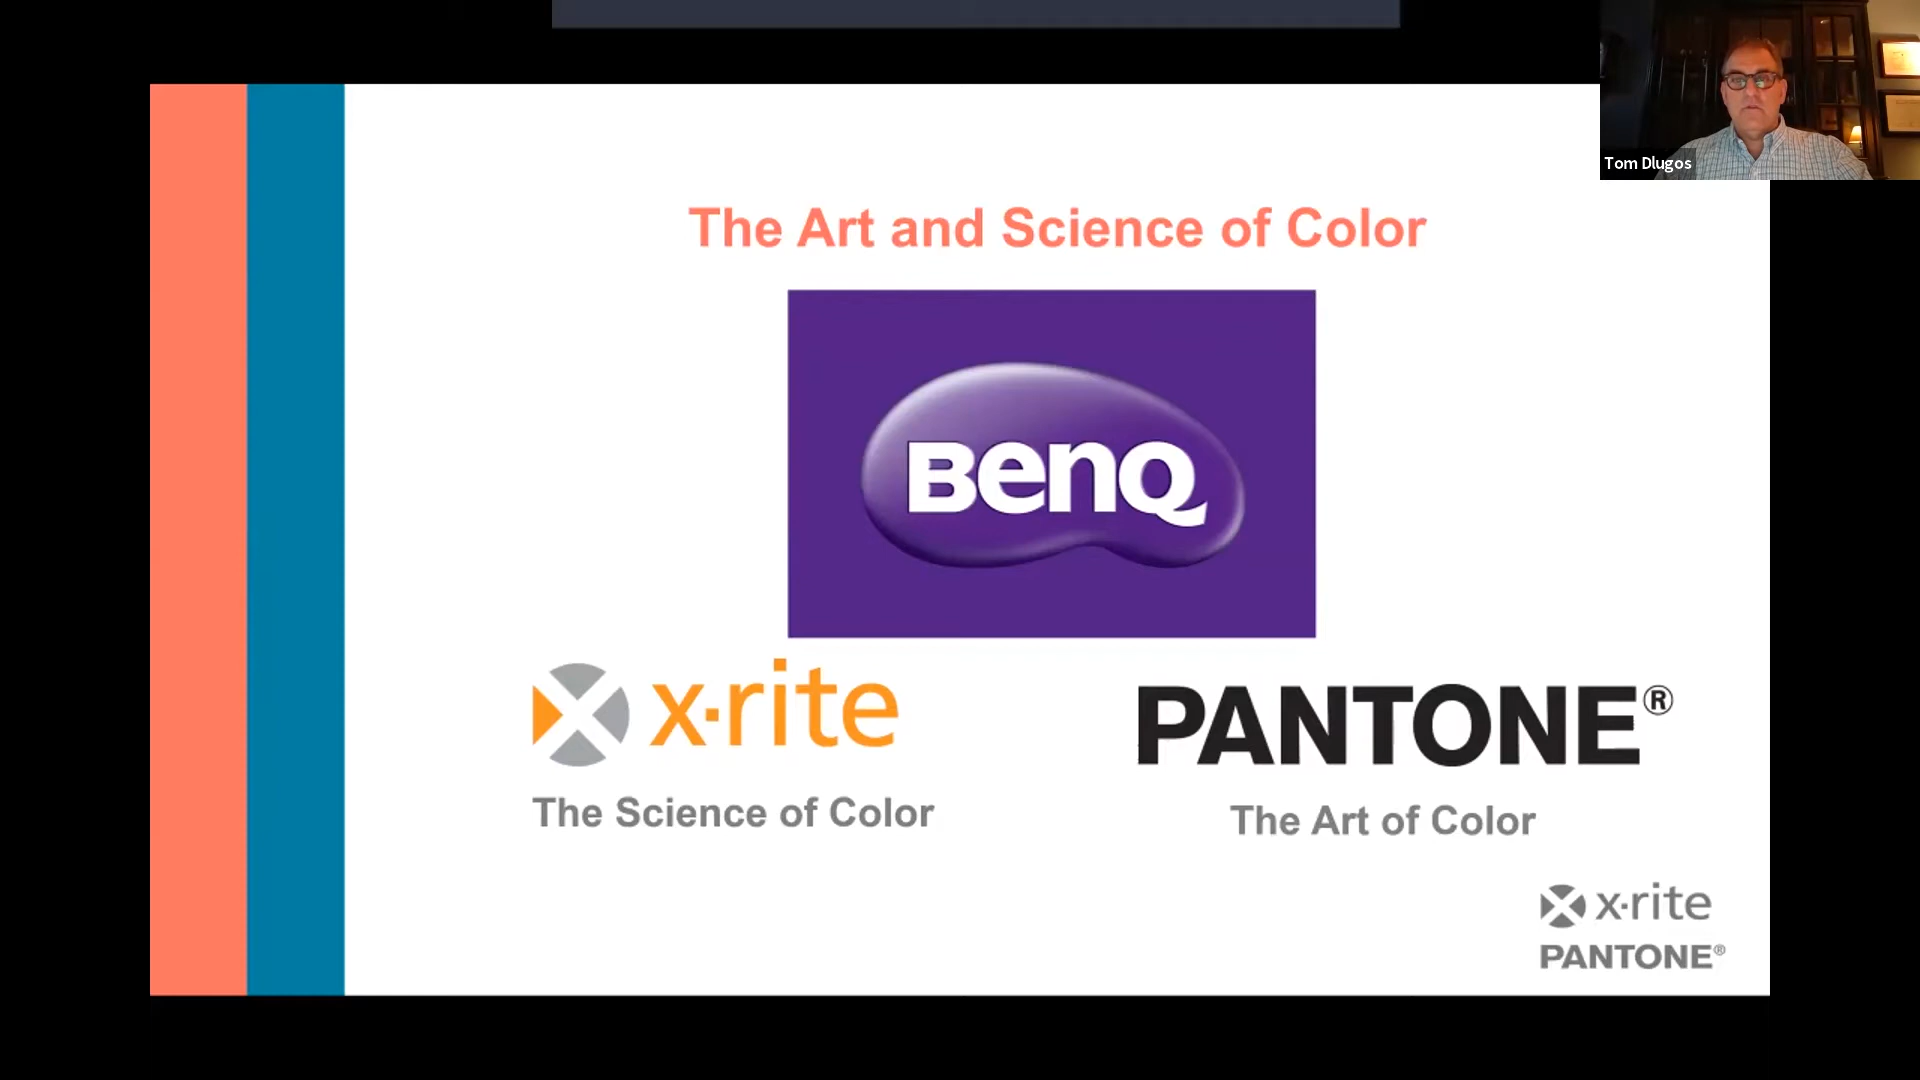 Tom Dlugos
The Art and Science of Color
BenQ
x·rite
PANTONE®
The Science of Color
The Art of Color
x·rite
PANTONE®